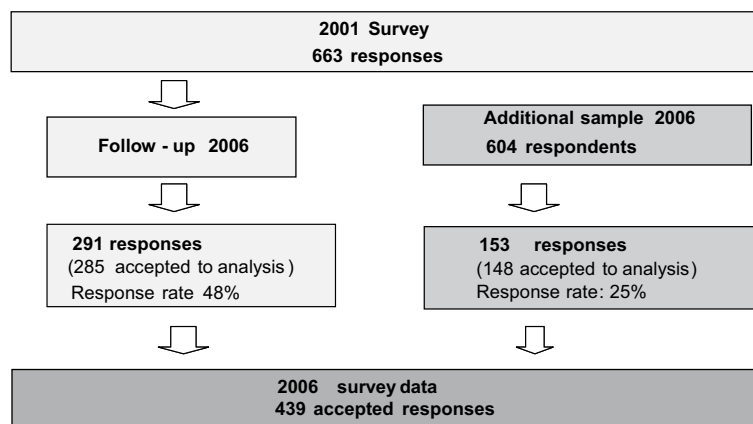 2001 Survey
663 responses
Follow - up 2006
Additional sample 2006
604 respondents
291 responses
(285 accepted to analysis)
Response rate 48%
153 responses
(148 accepted to analysis)
Response rate: 25%
2006 survey data
439 accepted responses